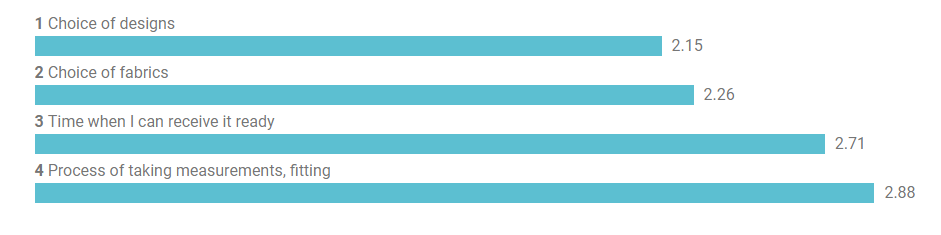 1 Choice of designs
2.15
2 Choice of fabrics
2.26
3 Time when I can receive it ready
2.71
4 Process of taking measurements, fitting
2.88